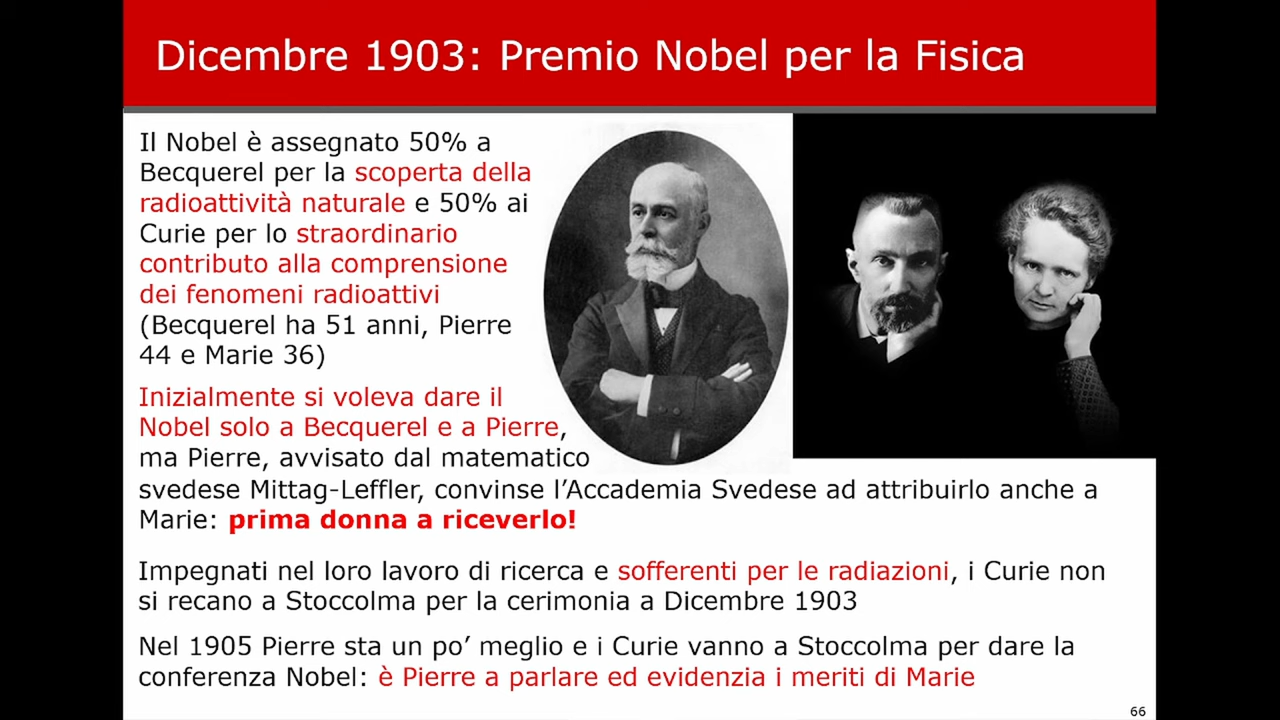 Dicembre 1903: Premio Nobel per la Fisica
Il Nobel è assegnato 50% a
Becquerel per la scoperta della
radioattività naturale e 50% ai
Curie per lo straordinario
contributo alla comprensione
dei fenomeni radioattivi
(Becquerel ha 51 anni, Pierre
44 e Marie 36)
Inizialmente si voleva dare il
Nobel solo a Becquerel e a Pierre,
ma Pierre, avvisato dal matematico
svedese Mittag-Leffler, convinse l’Accademia Svedese ad attribuirlo anche a
Marie: prima donna a riceverlo!
Impegnati nel loro lavoro di ricerca e sofferenti per le radiazioni, i Curie non
si recano a Stoccolma per la cerimonia a Dicembre 1903
Nel 1905 Pierre sta un po’ meglio e i Curie vanno a Stoccolma per dare la
conferenza Nobel: è Pierre a parlare ed evidenzia i meriti di Marie
66